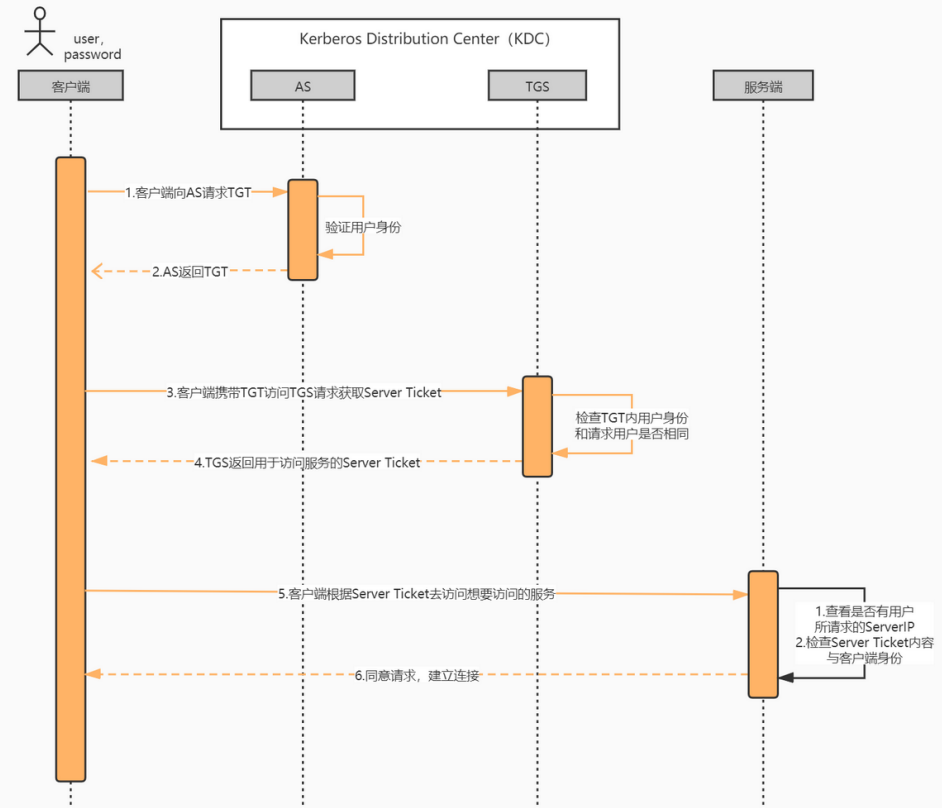 user,
password
Kerberos Distribution Center（KDC）
客户端
AS
TGS
服务端
1.客户端向AS请求TGT
验证用户身份
2.AS返回TGT
3.客户端携带TGT访问TGS请求获取Server Ticket
检查TGT内用户身份
和请求用户是否相同
4.TGS返回用于访问服务的Server Ticket
5.客户端根据Server Ticket去访问想要访问的服务
1.查看是否有用户
所请求的ServerIP
2.检查Server Ticket内容
与客户端身份
6.同意请求，建立连接